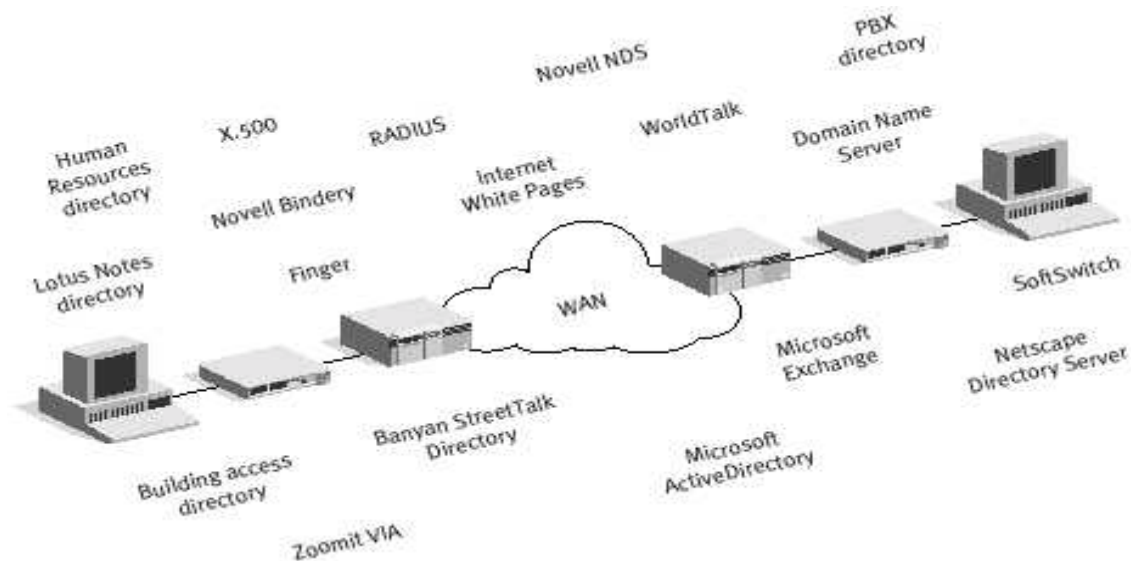 PBX
directory
Novell NDS
X.500
RADIUS
WorldTalk
Domain Name
Server
Human
Resources
directory
Novell Bindery
Internet
White Pages
Lotus Notes
directory
Finger
WAN
SoftSwitch
Microsoft
Exchange
Netscape
Directory Server
Banyan StreetTalk
Directory
Microsoft
ActiveDirectory
Building access
directory
Zoomit VIA